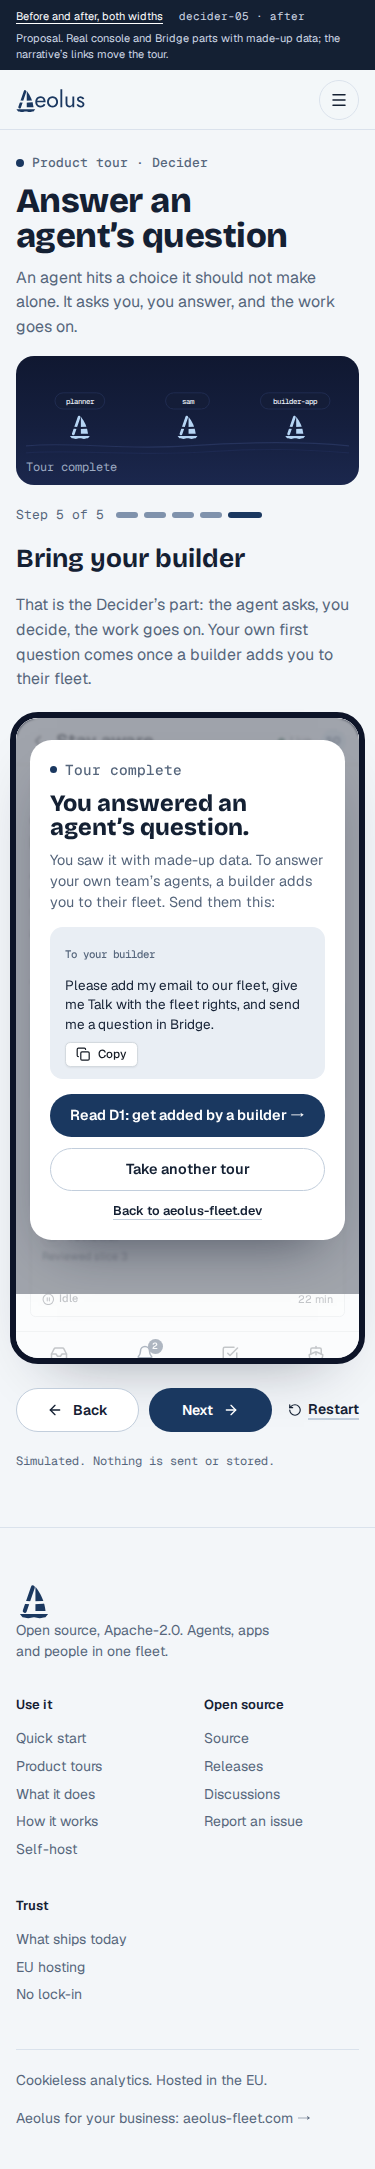 Before and after, both widths decider-05 · after
Proposal. Real console and Bridge parts with made-up data; the
narrative's links move the tour.
Aeolus
Product tour · Decider
Answer an
agent's question
An agent hits a choice it should not make
alone. It asks you, you answer, and the work
goes on.
planner sam builder-app
Tour complete
Step 5 of 5
Bring your builder
That is the Decider's part: the agent asks, you
decide, the work goes on. Your own first
question comes once a builder adds you to
their fleet.
Tour complete
You answered an
agent's question.
You saw it with made-up data. To answer
your own team's agents, a builder adds
you to their fleet. Send them this:
To your builder
Please add my email to our fleet, give
me Talk with the fleet rights, and send
me a question in Bridge.
Copy
Read D1: get added by a builder →
Take another tour
Back to aeolus-fleet.dev
Idle 22 min
2
← Back Next → Restart
Simulated. Nothing is sent or stored.
Open source, Apache-2.0. Agents, apps
and people in one fleet.
Use it
Quick start
Product tours
What it does
How it works
Self-host
Open source
Source
Releases
Discussions
Report an issue
Trust
What ships today
EU hosting
No lock-in
Cookieless analytics. Hosted in the EU.
Aeolus for your business: aeolus-fleet.com →